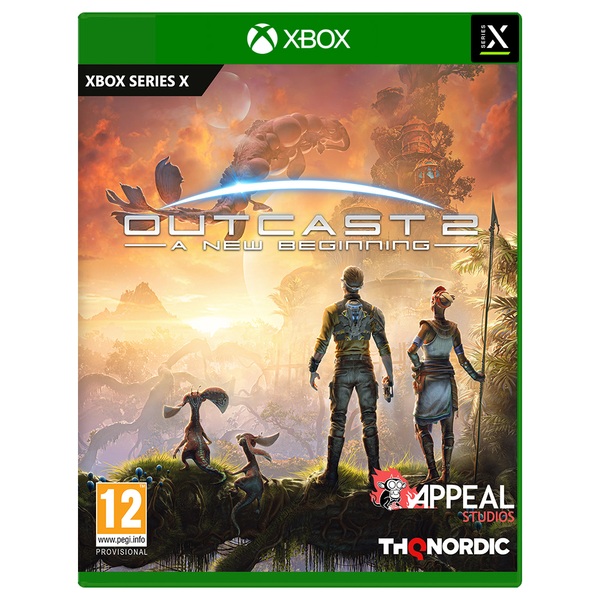 XBOX
SERIES X
XBOX SERIES X
OUTCAST 2
A NEW BEGINNING
12
www.pegi.info
PROVISIONAL
APPEAL
STUDIOS
THQNORDIC